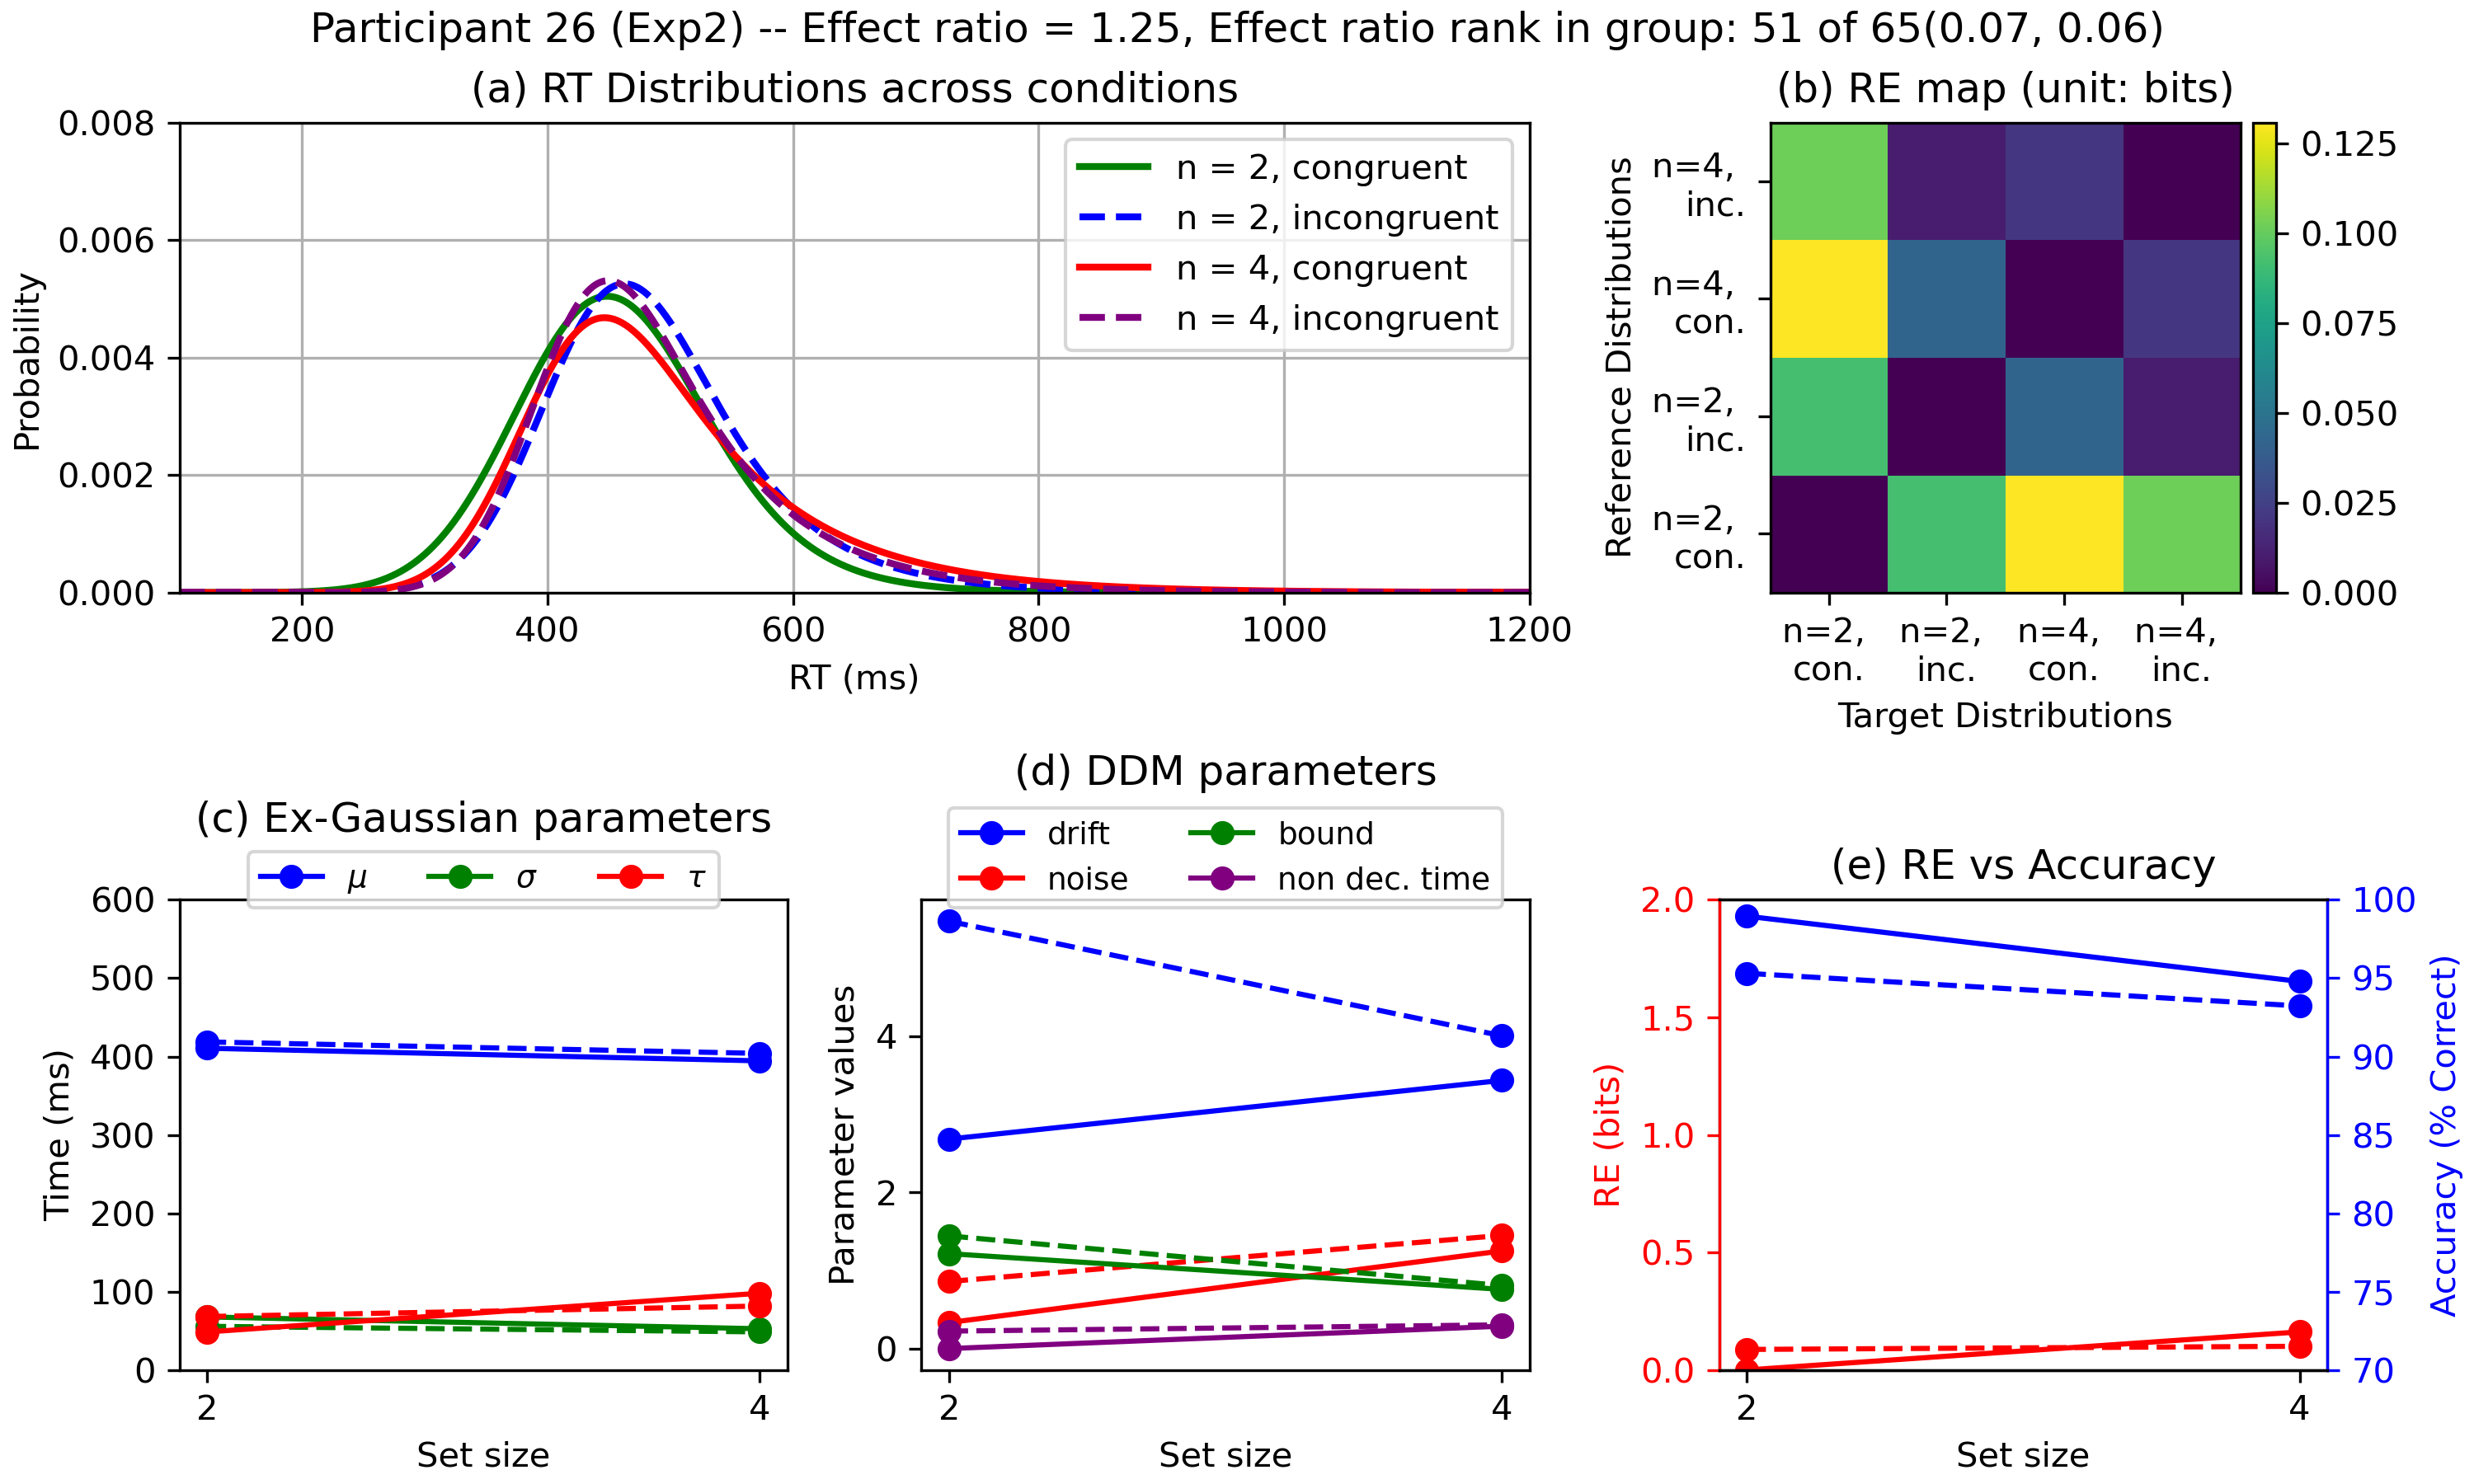 Participant 26 (Exp2) -- Effect ratio = 1.25, Effect ratio rank in group: 51 of 65(0.07, 0.06)
(a) RT Distributions across conditions
0.008
0.006
0.004
0.002
0.000
Probability
200
400
600
800
1000
1200
RT (ms)
n = 2, congruent
n = 2, incongruent
n = 4, congruent
n = 4, incongruent
(b) RE map (unit: bits)
Reference Distributions
n=4,
inc.
n=4,
con.
n=2,
inc.
n=2,
con.
n=2,
con.
n=2,
inc.
n=4,
con.
n=4,
inc.
Target Distributions
0.125
0.100
0.075
0.050
0.025
0.000
(c) Ex-Gaussian parameters
μ
σ
τ
600
500
400
300
200
100
0
Time (ms)
2
4
Set size
(d) DDM parameters
drift
bound
noise
non dec. time
4
2
0
Parameter values
2
4
Set size
(e) RE vs Accuracy
2.0
1.5
1.0
0.5
0.0
RE (bits)
100
95
90
85
80
75
70
Accuracy (% Correct)
2
4
Set size